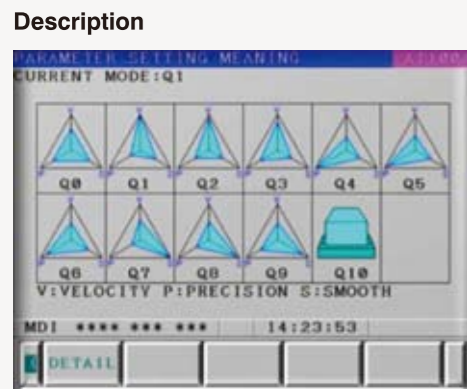 Description
PARAMETER SETTING MEANING
CURRENT MODE:Q1
Q0 Q1 Q2 Q3 Q4 Q5
Q6 Q7 Q8 Q9 Q10
V:VELOCITY P:PRECISION S:SMOOTH
MDI **** *** *** 14:23:53
DETAIL